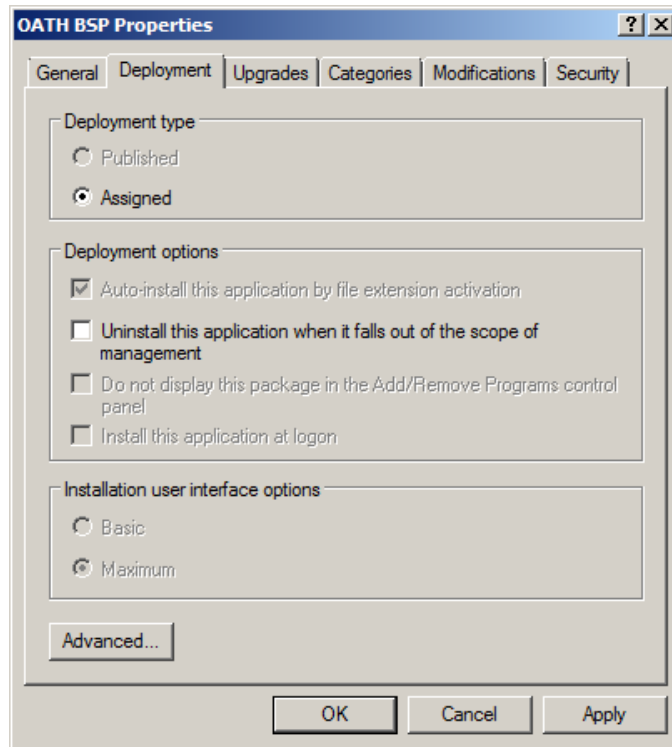 OATH BSP Properties
General Deployment Upgrades Categories Modifications Security
Deployment type
Published
Assigned
Deployment options
Auto-install this application by file extension activation
Uninstall this application when it falls out of the scope of
management
Do not display this package in the Add/Remove Programs control
panel
Install this application at logon
Installation user interface options
Basic
Maximum
Advanced...
OK Cancel Apply